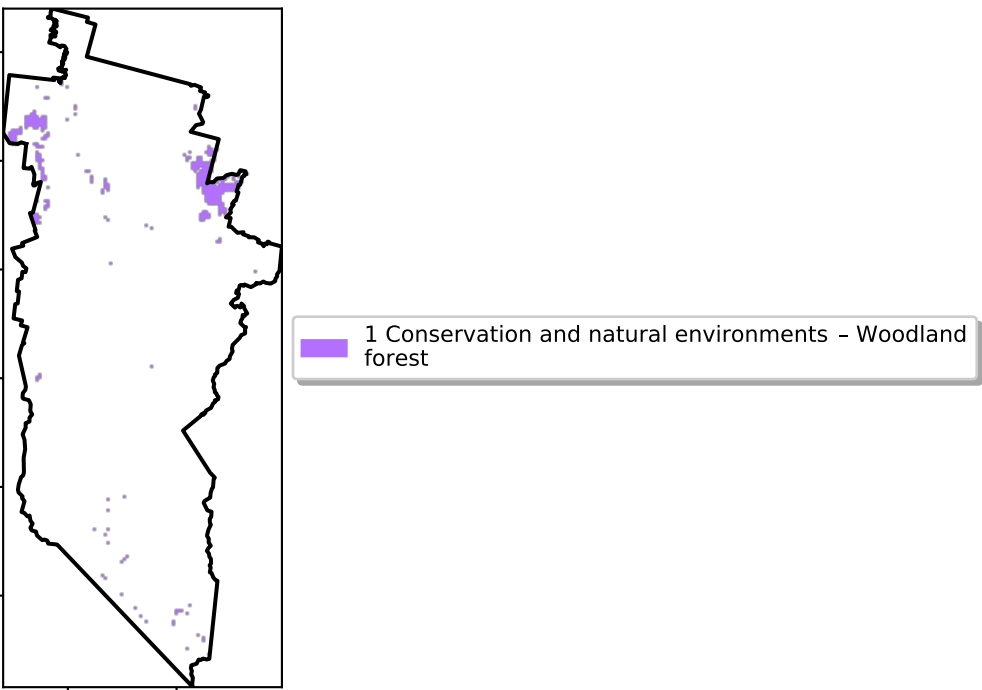 1 Conservation and natural environments – Woodland
forest